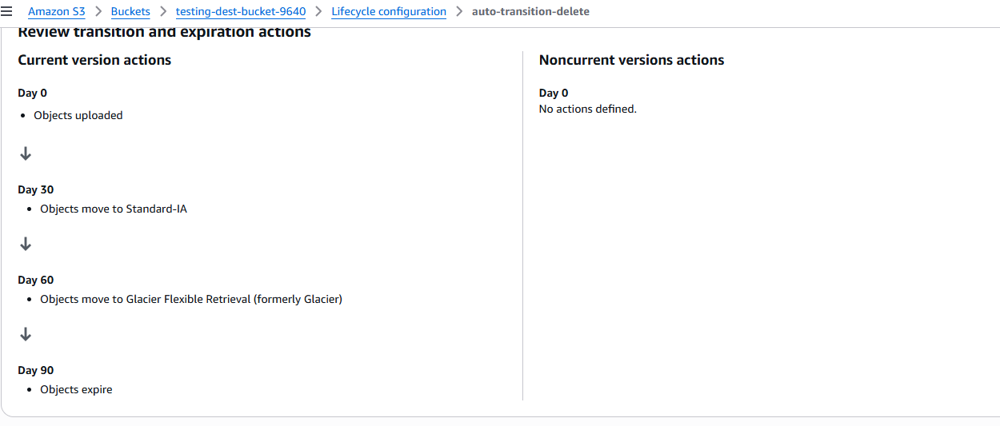 Amazon S3 > Buckets > testing-dest-bucket-9640 > Lifecycle configuration > auto-transition-delete
Review transition and expiration actions
Current version actions
Day 0
• Objects uploaded
↓
Day 30
• Objects move to Standard-IA
↓
Day 60
• Objects move to Glacier Flexible Retrieval (formerly Glacier)
↓
Day 90
• Objects expire
Noncurrent versions actions
Day 0
No actions defined.